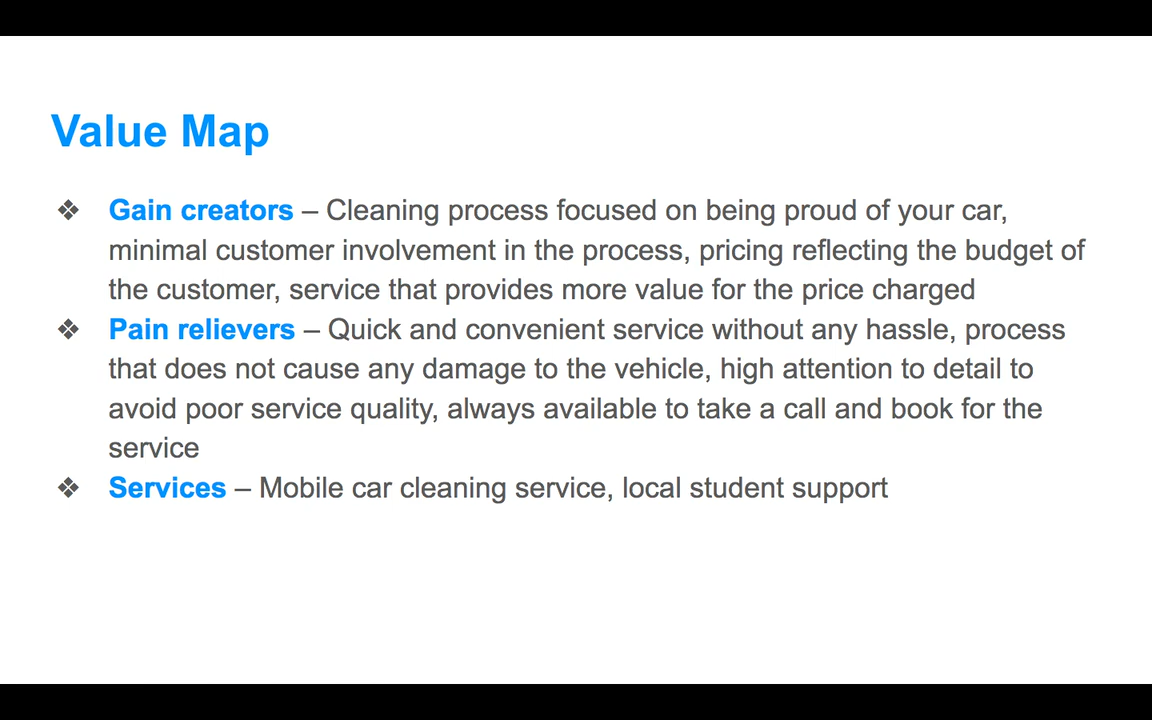 Value Map
❖ Gain creators – Cleaning process focused on being proud of your car,
minimal customer involvement in the process, pricing reflecting the budget of
the customer, service that provides more value for the price charged
❖ Pain relievers – Quick and convenient service without any hassle, process
that does not cause any damage to the vehicle, high attention to detail to
avoid poor service quality, always available to take a call and book for the
service
❖ Services – Mobile car cleaning service, local student support